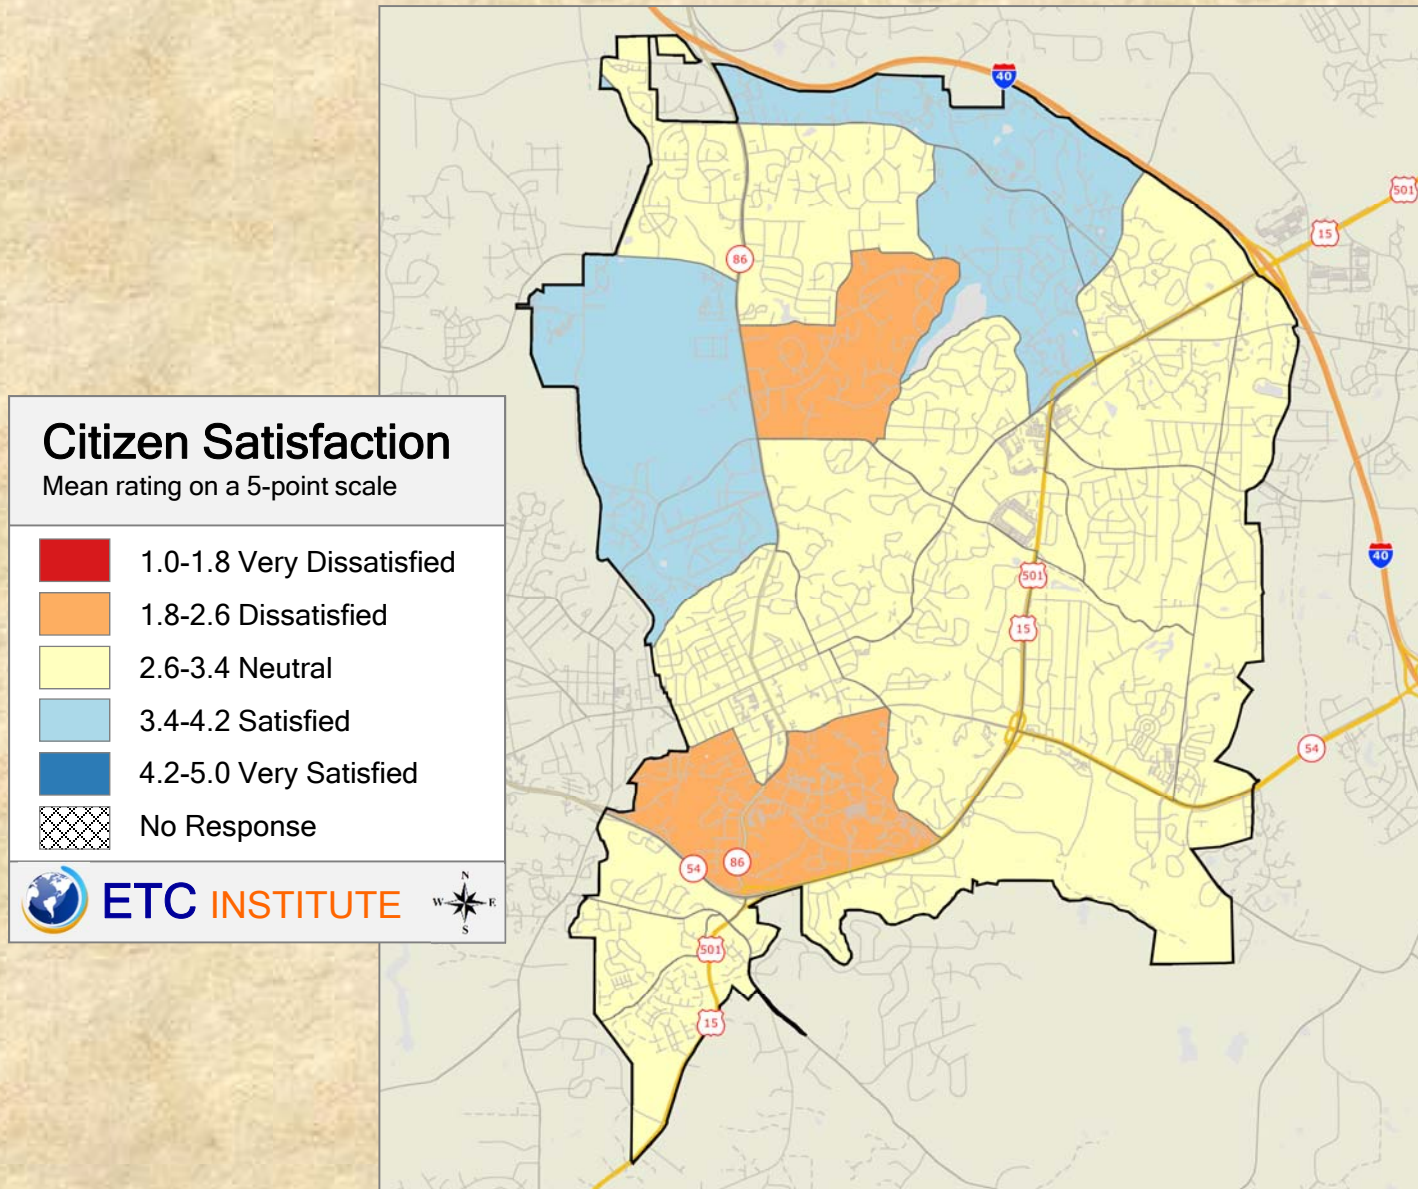 40
501
15
86
Citizen Satisfaction
Mean rating on a 5-point scale
1.0-1.8 Very Dissatisfied
1.8-2.6 Dissatisfied
2.6-3.4 Neutral
3.4-4.2 Satisfied
4.2-5.0 Very Satisfied
No Response
ETC INSTITUTE
N
W E
S
40
501
15
54
54
86
501
15